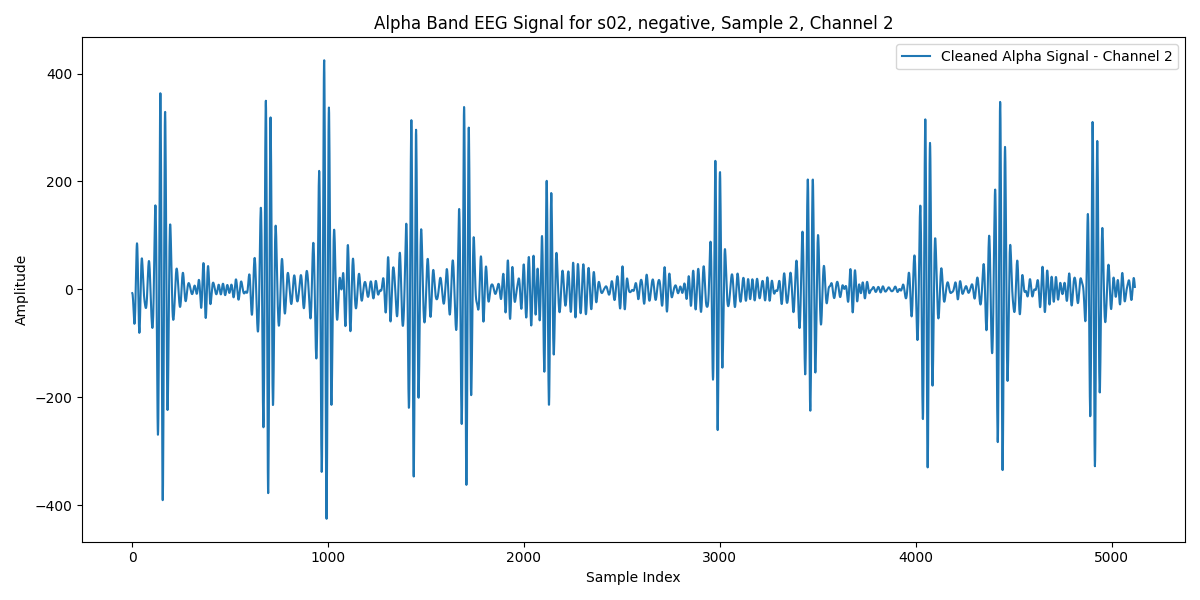 Alpha Band EEG Signal for s02, negative, Sample 2, Channel 2
Cleaned Alpha Signal - Channel 2
Amplitude
400
200
0
−200
−400
0 1000 2000 3000 4000 5000
Sample Index